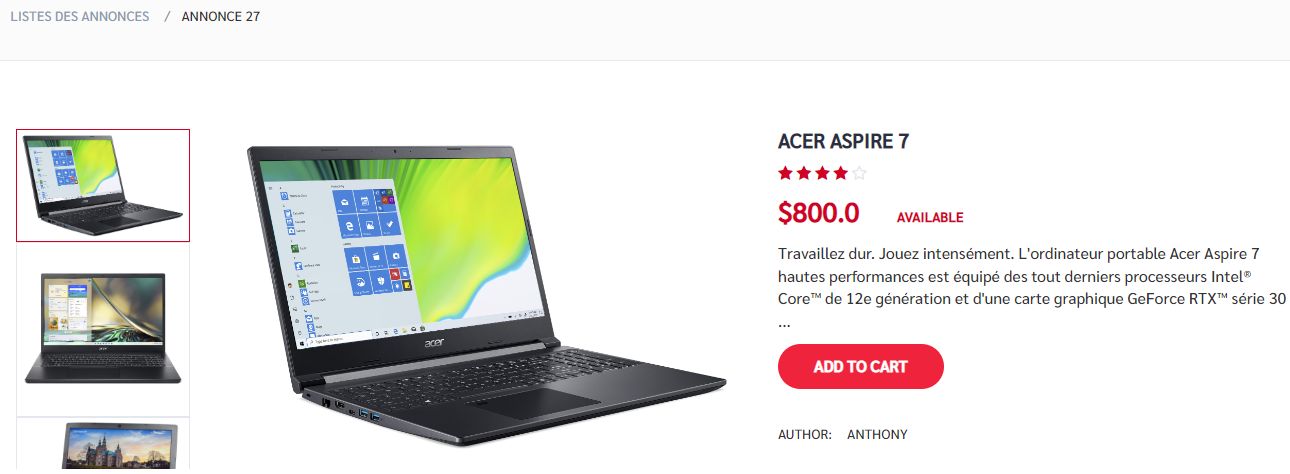 LISTES DES ANNONCES / ANNONCE 27
ACER ASPIRE 7
$800.0 AVAILABLE
Travaillez dur. Jouez intensément. L'ordinateur portable Acer Aspire 7
hautes performances est équipé des tout derniers processeurs Intel®
Core™ de 12e génération et d'une carte graphique GeForce RTX™ série 30
...
ADD TO CART
AUTHOR: ANTHONY
acer